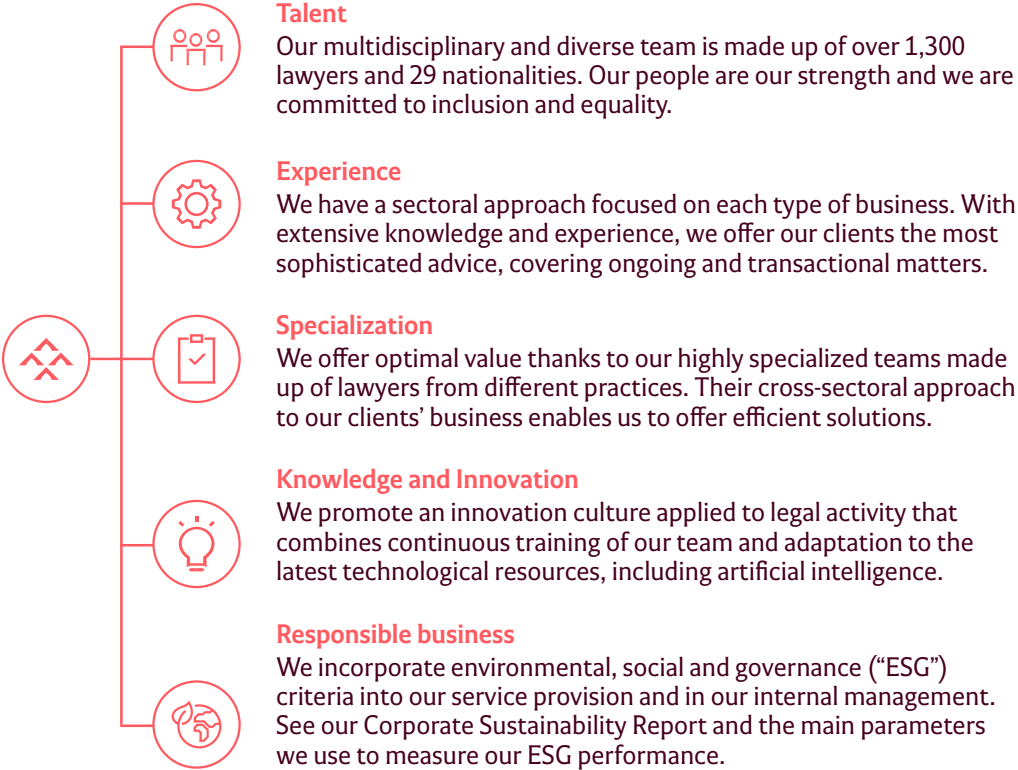 Talent
Our multidisciplinary and diverse team is made up of over 1,300
lawyers and 29 nationalities. Our people are our strength and we are
committed to inclusion and equality.
Experience
We have a sectoral approach focused on each type of business. With
extensive knowledge and experience, we offer our clients the most
sophisticated advice, covering ongoing and transactional matters.
Specialization
We offer optimal value thanks to our highly specialized teams made
up of lawyers from different practices. Their cross-sectoral approach
to our clients’ business enables us to offer efficient solutions.
Knowledge and Innovation
We promote an innovation culture applied to legal activity that
combines continuous training of our team and adaptation to the
latest technological resources, including artificial intelligence.
Responsible business
We incorporate environmental, social and governance (“ESG”)
criteria into our service provision and in our internal management.
See our Corporate Sustainability Report and the main parameters
we use to measure our ESG performance.